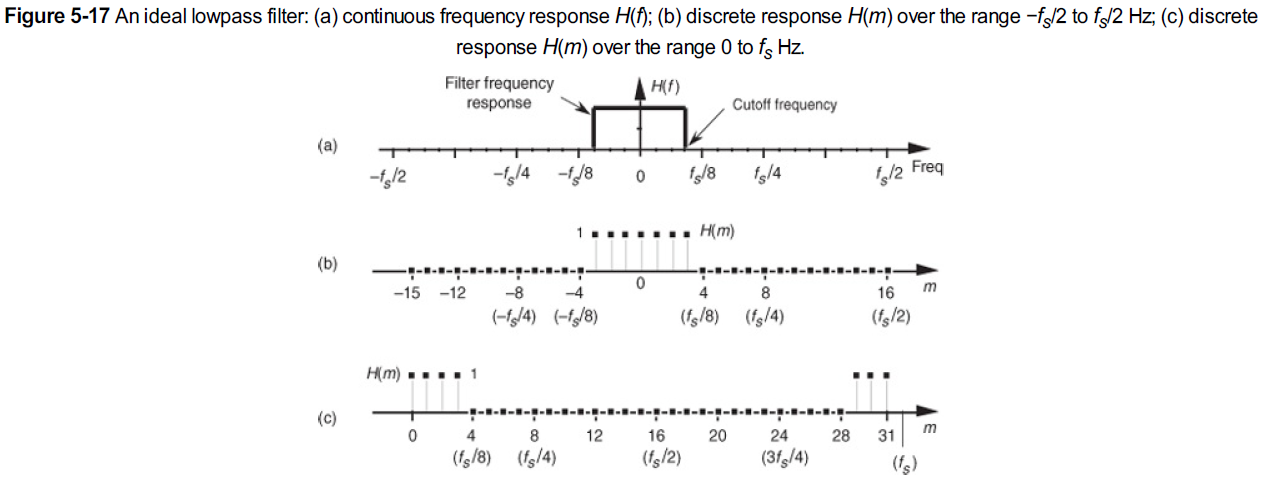 Figure 5-17 An ideal lowpass filter: (a) continuous frequency response H(f); (b) discrete response H(m) over the range −fs/2 to fs/2 Hz; (c) discrete
response H(m) over the range 0 to fs Hz.
Filter frequency
response
H(f)
Cutoff frequency
(a)
−fs/2 −fs/4 −fs/8 0 fs/8 fs/4 fs/2 Freq
1 H(m)
(b)
−15 −12 −8 −4 0 4 8 16 m
(−fs/4) (−fs/8) (fs/8) (fs/4) (fs/2)
H(m) 1
(c)
0 4 8 12 16 20 24 28 31 m
(fs/8) (fs/4) (fs/2) (3fs/4) (fs)